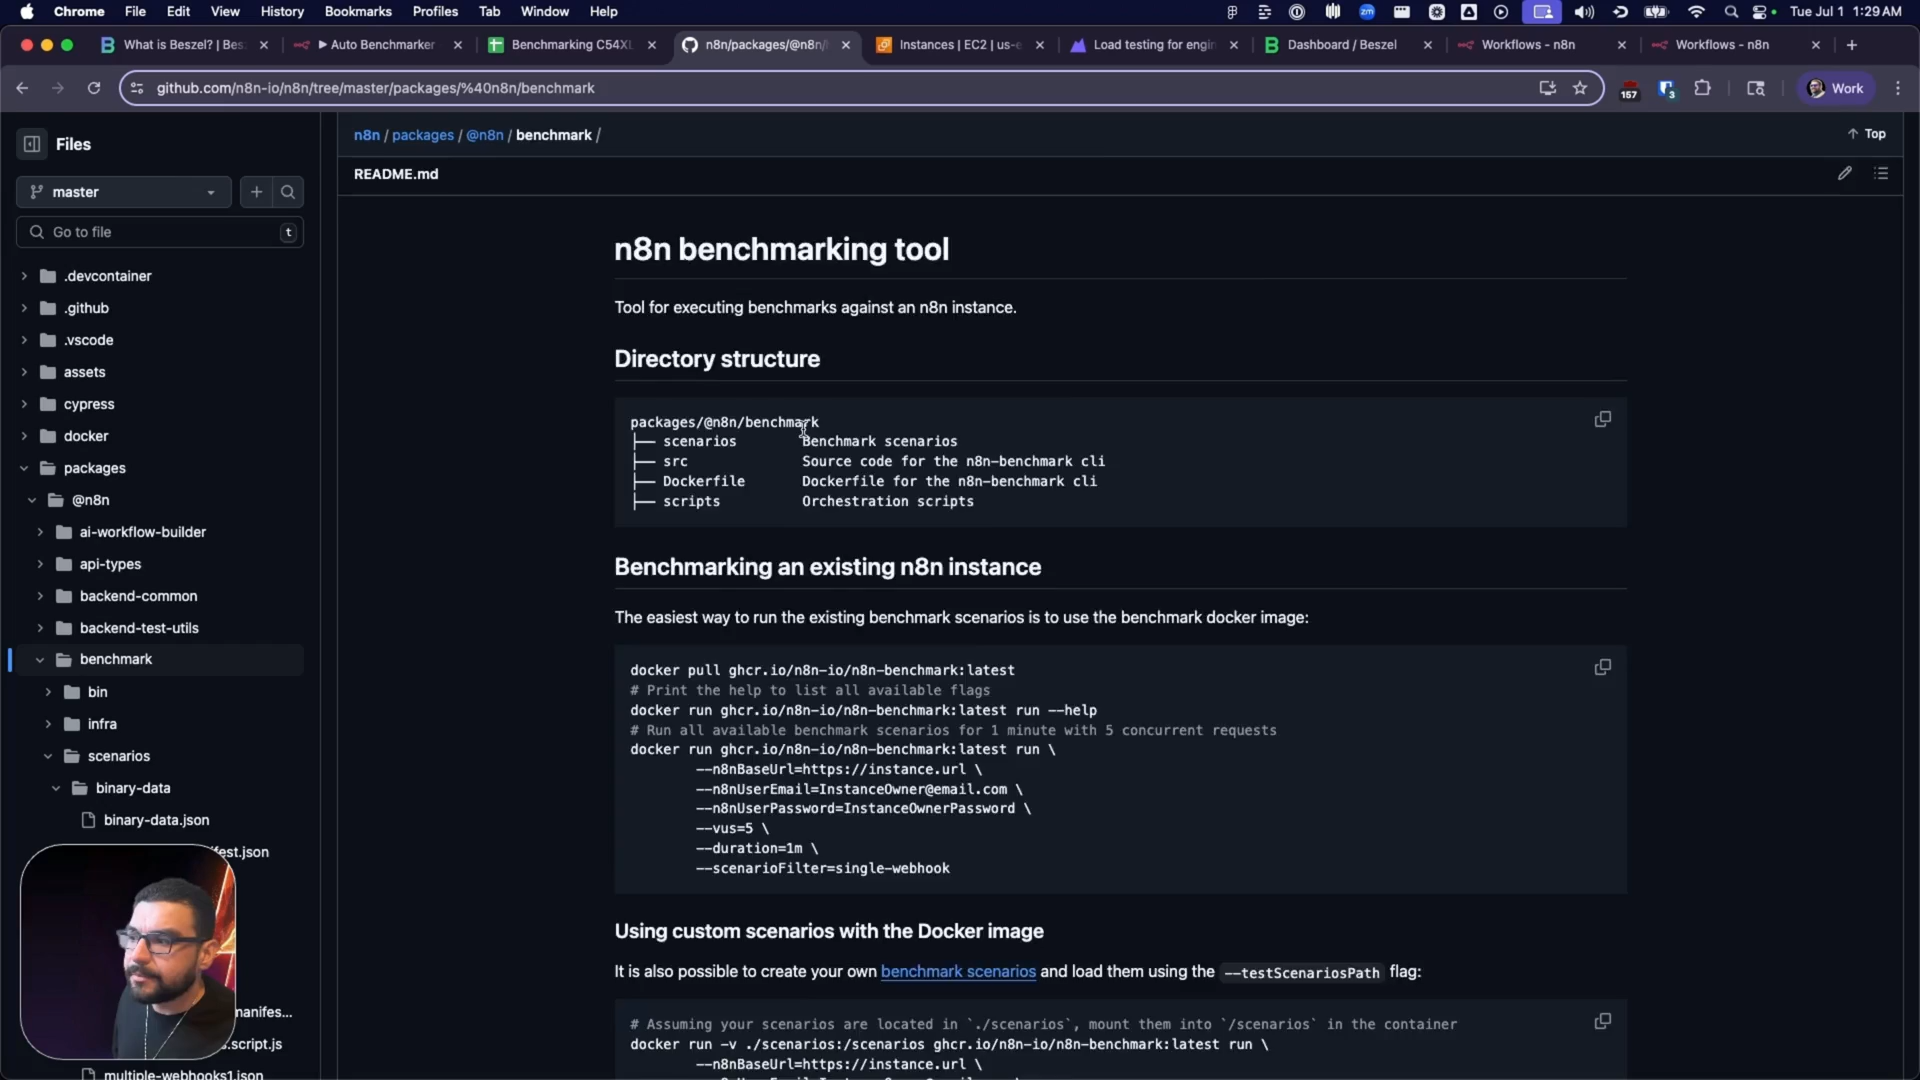 Chrome File Edit View History Bookmarks Profiles Tab Window Help Tue Jul 1 1:29 AM
What is Beszel? | Bes
Auto Benchmarker
Benchmarking C54XL
n8n/packages/@n8n/
Instances | EC2 | us-e
Load testing for engin
Dashboard / Beszel
Workflows - n8n
Workflows - n8n
github.com/n8n-io/n8n/tree/master/packages/%40n8n/benchmark
157
3
Work
Files
master
Go to file
t
.devcontainer
.github
.vscode
assets
cypress
docker
packages
@n8n
ai-workflow-builder
api-types
backend-common
backend-test-utils
benchmark
bin
infra
scenarios
binary-data
binary-data.json
fest.json
manifes...
.script.js
multiple-webhooks1.json
n8n / packages / @n8n / benchmark /
Top
README.md
n8n benchmarking tool
Tool for executing benchmarks against an n8n instance.
Directory structure
packages/@n8n/benchmark
├── scenarios Benchmark scenarios
├── src Source code for the n8n-benchmark cli
├── Dockerfile Dockerfile for the n8n-benchmark cli
├── scripts Orchestration scripts
Benchmarking an existing n8n instance
The easiest way to run the existing benchmark scenarios is to use the benchmark docker image:
docker pull ghcr.io/n8n-io/n8n-benchmark:latest
# Print the help to list all available flags
docker run ghcr.io/n8n-io/n8n-benchmark:latest run --help
# Run all available benchmark scenarios for 1 minute with 5 concurrent requests
docker run ghcr.io/n8n-io/n8n-benchmark:latest run \
--n8nBaseUrl=https://instance.url \
--n8nUserEmail=InstanceOwner@email.com \
--n8nUserPassword=InstanceOwnerPassword \
--vus=5 \
--duration=1m \
--scenarioFilter=single-webhook
Using custom scenarios with the Docker image
It is also possible to create your own benchmark scenarios and load them using the --testScenariosPath flag:
# Assuming your scenarios are located in `./scenarios`, mount them into `/scenarios` in the container
docker run -v ./scenarios:/scenarios ghcr.io/n8n-io/n8n-benchmark:latest run \
--n8nBaseUrl=https://instance.url \